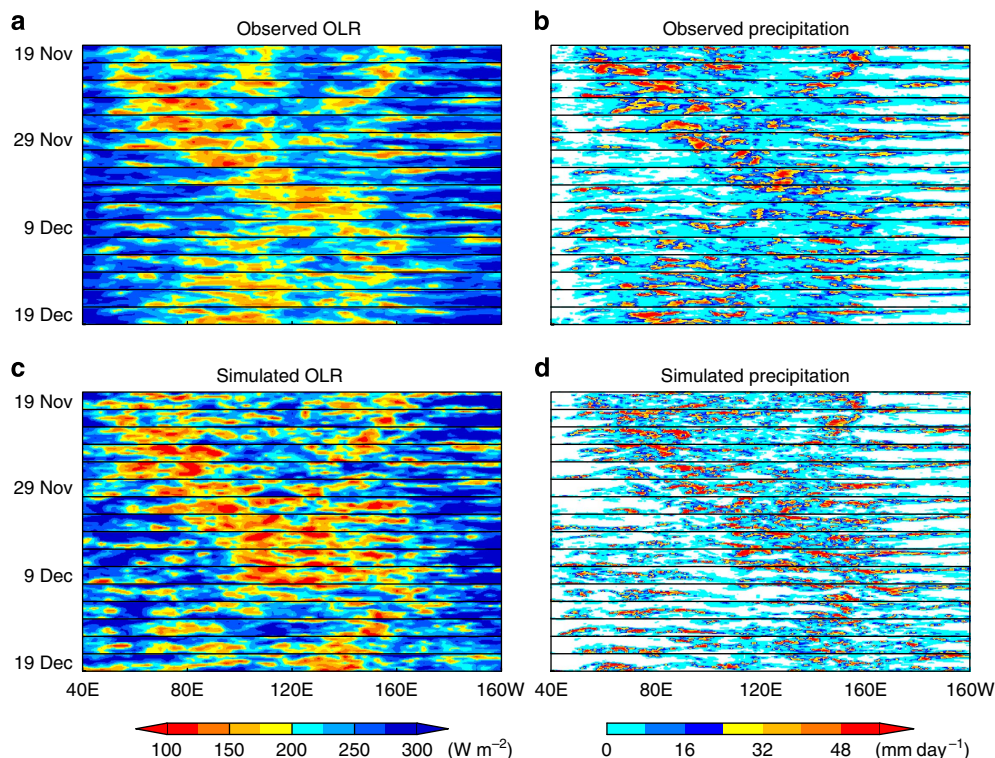 a
Observed OLR
b
Observed precipitation
19 Nov
29 Nov
9 Dec
19 Dec
c
Simulated OLR
d
Simulated precipitation
19 Nov
29 Nov
9 Dec
19 Dec
40E 80E 120E 160E 160W
40E 80E 120E 160E 160W
100 150 200 250 300 (W m⁻²)
0 16 32 48 (mm day⁻¹)